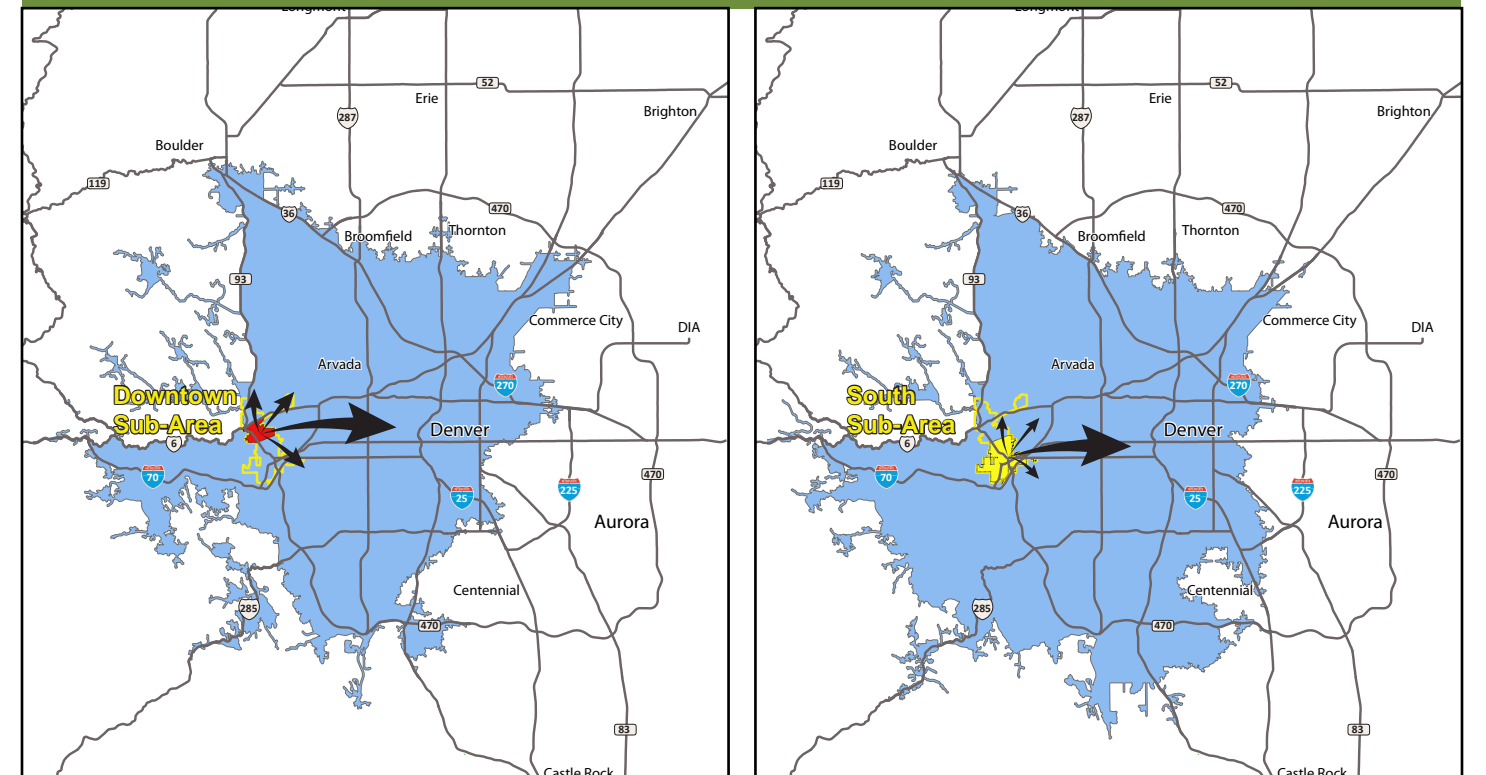 Longmont
52
Erie
287
Brighton
Boulder
119
36
470
Broomfield
Thornton
93
Commerce City
DIA
Arvada
270
Downtown
Sub-Area
Denver
6
70
470
25
225
Aurora
Centennial
285
470
83
Castle Rock
Longmont
52
Erie
287
Brighton
Boulder
119
36
470
Broomfield
Thornton
93
Commerce City
DIA
Arvada
270
South
Sub-Area
Denver
6
70
470
25
225
Aurora
Centennial
285
470
83
Castle Rock